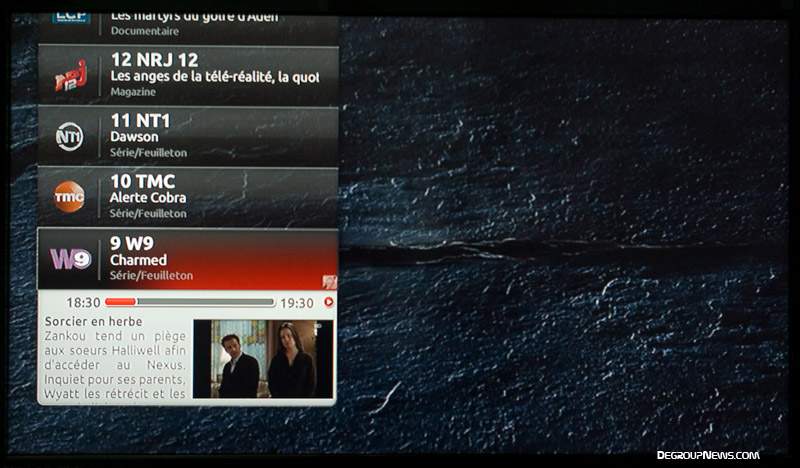 LCP
Les martyrs du golfe d'Aden
Documentaire
NRJ 12
12 NRJ 12
Les anges de la télé-réalité, la quot
Magazine
NT1
11 NT1
Dawson
Série/Feuilleton
TMC
10 TMC
Alerte Cobra
Série/Feuilleton
W9
9 W9
Charmed
Série/Feuilleton
18:30 19:30
Sorcier en herbe
Zankou tend un piège
aux soeurs Halliwell afin
d'accéder au Nexus.
Inquiet pour ses parents,
Wyatt les rétrécit et les
DegroupNews.com